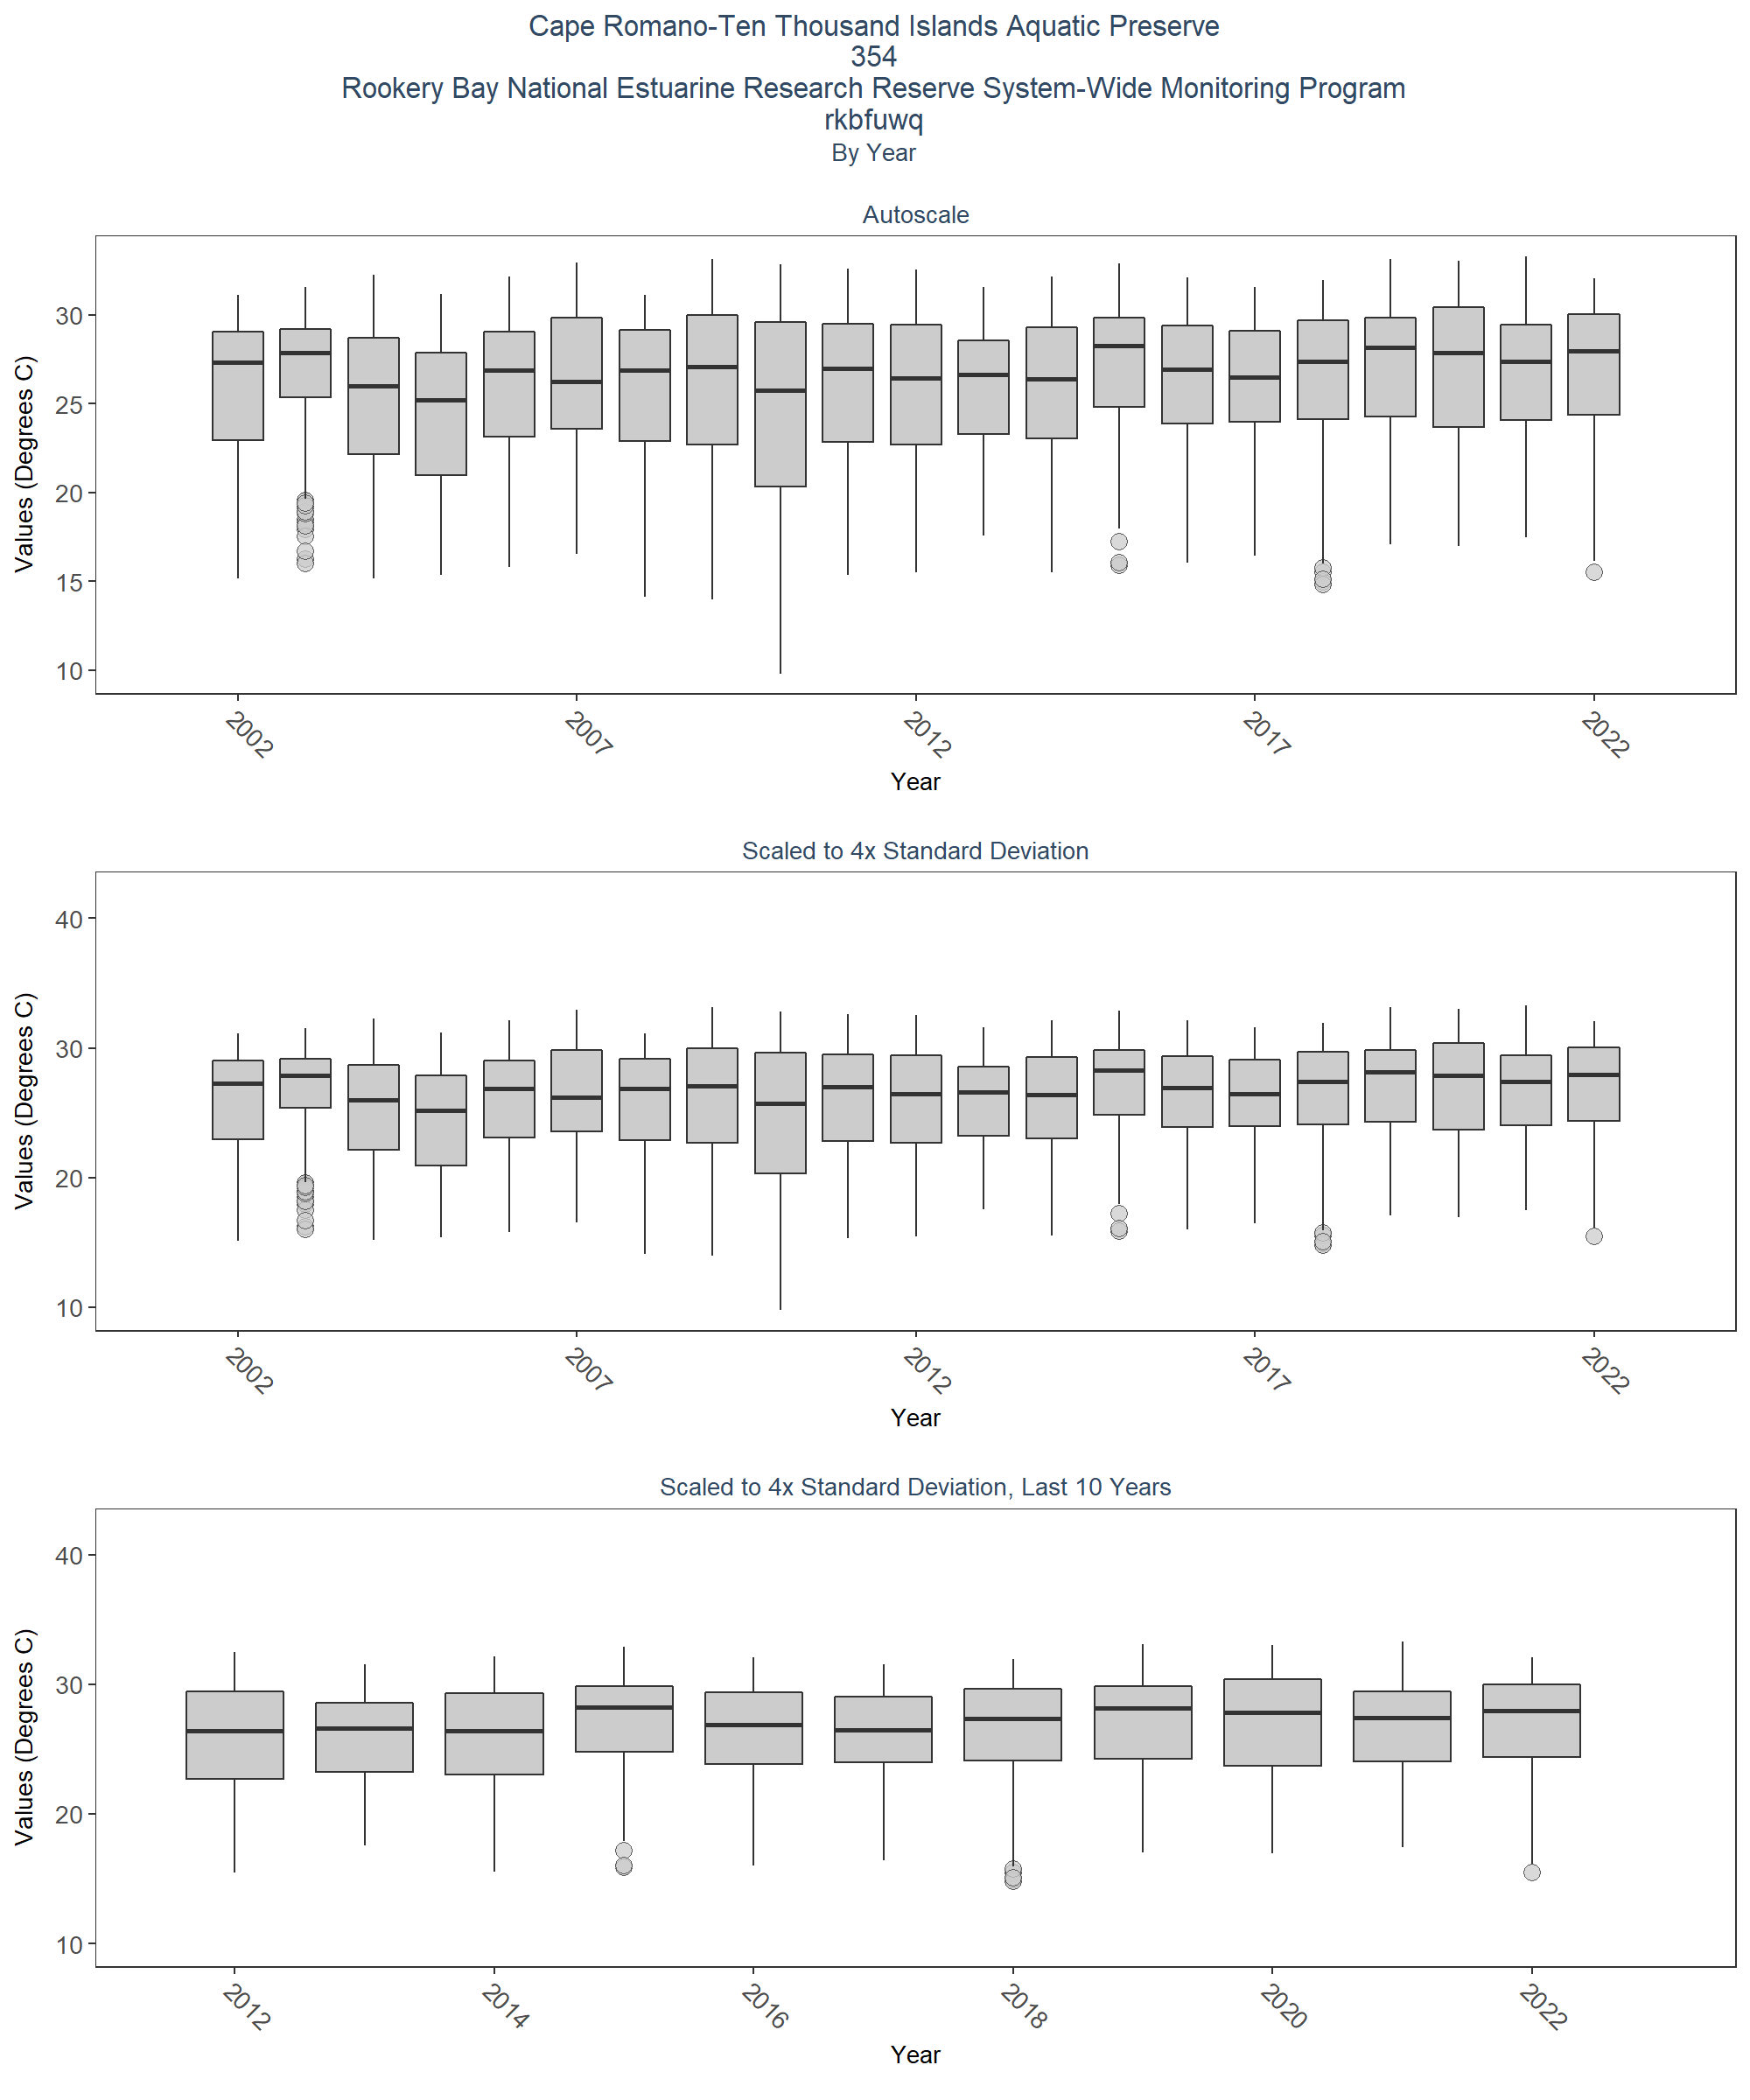 Cape Romano-Ten Thousand Islands Aquatic Preserve
354
Rookery Bay National Estuarine Research Reserve System-Wide Monitoring Program
rkbfuwq
By Year
Autoscale
Values (Degrees C)
30
25
20
15
10
2002
2007
2012
2017
2022
Year
Scaled to 4x Standard Deviation
Values (Degrees C)
40
30
20
10
2002
2007
2012
2017
2022
Year
Scaled to 4x Standard Deviation, Last 10 Years
Values (Degrees C)
40
30
20
10
2012
2014
2016
2018
2020
2022
Year